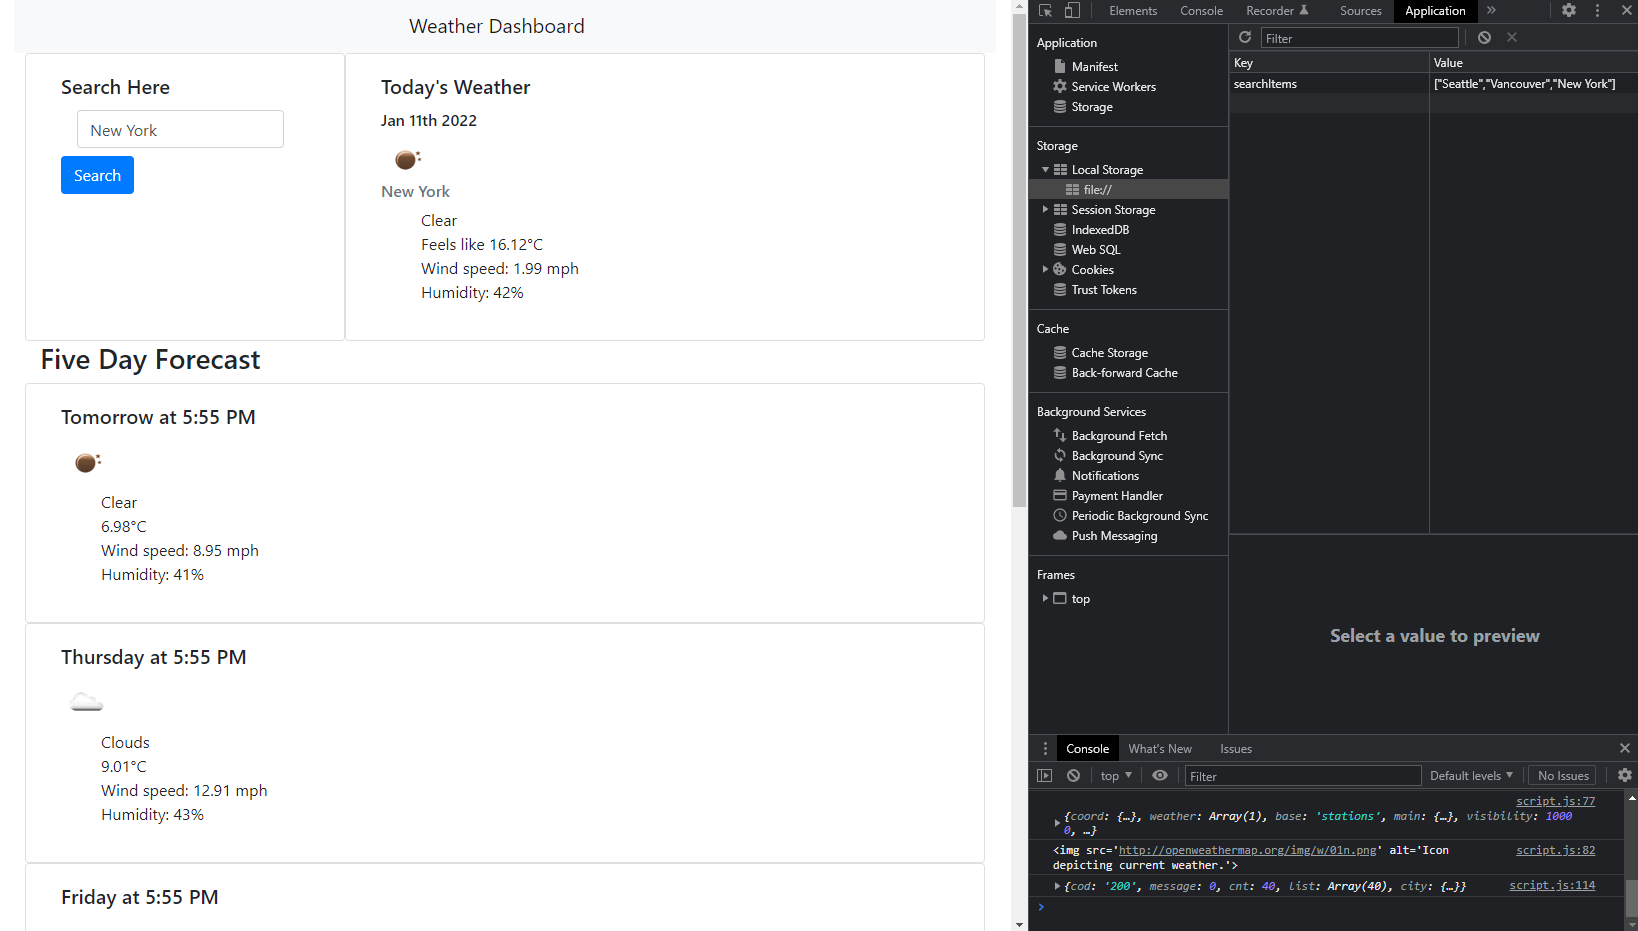 Weather Dashboard
Search Here
New York
Search
Today's Weather
Jan 11th 2022
New York
Clear
Feels like 16.12°C
Wind speed: 1.99 mph
Humidity: 42%
Five Day Forecast
Tomorrow at 5:55 PM
Clear
6.98°C
Wind speed: 8.95 mph
Humidity: 41%
Thursday at 5:55 PM
Clouds
9.01°C
Wind speed: 12.91 mph
Humidity: 43%
Friday at 5:55 PM
Elements Console Recorder Sources Application »
Application
Manifest
Service Workers
Storage
Storage
Local Storage
file://
Session Storage
IndexedDB
Web SQL
Cookies
Trust Tokens
Cache
Cache Storage
Back-forward Cache
Background Services
Background Fetch
Background Sync
Notifications
Payment Handler
Periodic Background Sync
Push Messaging
Frames
top
Filter
Key Value
searchItems ["Seattle","Vancouver","New York"]
Select a value to preview
Console What's New Issues
top Filter Default levels No Issues
script.js:77
{coord: {…}, weather: Array(1), base: 'stations', main: {…}, visibility: 1000
0, …}
<img src='http://openweathermap.org/img/w/01n.png' alt='Icon script.js:82
depicting current weather.'>
{cod: '200', message: 0, cnt: 40, list: Array(40), city: {…}} script.js:114